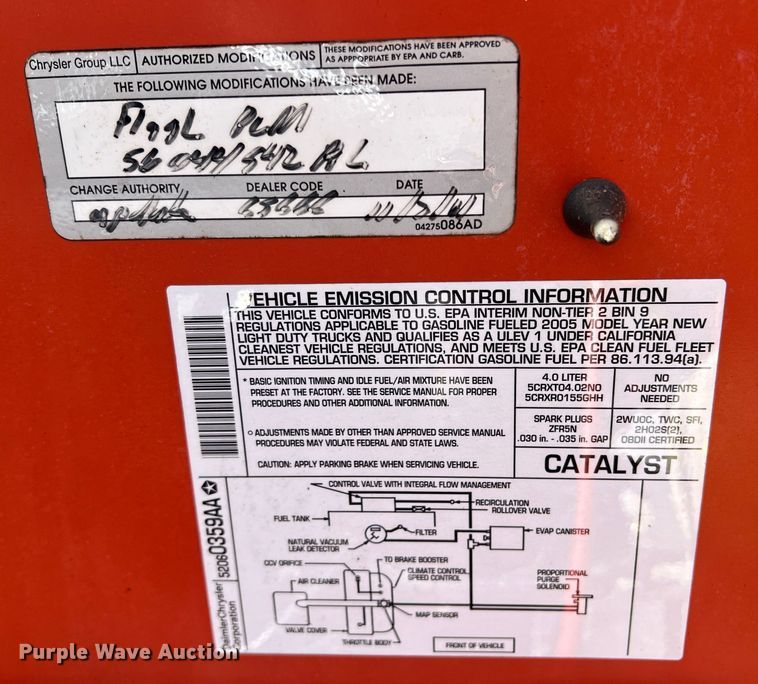 Chrysler Group LLC
AUTHORIZED MODIFICATIONS
THESE MODIFICATIONS HAVE BEEN APPROVED
AS APPROPRIATE BY EPA AND CARB.
THE FOLLOWING MODIFICATIONS HAVE BEEN MADE:
CHANGE AUTHORITY
DEALER CODE
DATE
04275086AD
VEHICLE EMISSION CONTROL INFORMATION
THIS VEHICLE CONFORMS TO U.S. EPA INTERIM NON-TIER 2 BIN 9
REGULATIONS APPLICABLE TO GASOLINE FUELED 2005 MODEL YEAR NEW
LIGHT DUTY TRUCKS AND QUALIFIES AS A ULEV 1 UNDER CALIFORNIA
CLEANEST VEHICLE REGULATIONS, AND MEETS U.S. EPA CLEAN FUEL FLEET
VEHICLE REGULATIONS. CERTIFICATION GASOLINE FUEL PER 86.113.94(a).
* BASIC IGNITION TIMING AND IDLE FUEL/AIR MIXTURE HAVE BEEN
PRESET AT THE FACTORY. SEE THE SERVICE MANUAL FOR PROPER
PROCEDURES AND OTHER ADDITIONAL INFORMATION.
○ ADJUSTMENTS MADE BY OTHER THAN APPROVED SERVICE MANUAL
PROCEDURES MAY VIOLATE FEDERAL AND STATE LAWS.
CAUTION: APPLY PARKING BRAKE WHEN SERVICING VEHICLE.
4.0 LITER
5CRXT04.02NO
5CRXR0155GHH
NO
ADJUSTMENTS
NEEDED
SPARK PLUGS
ZFR5N
.030 in. - .035 in. GAP
2WU0C, TWC, SFI,
2HO2S(2),
OBDII CERTIFIED
CATALYST
CONTROL VALVE WITH INTEGRAL FLOW MANAGEMENT
RECIRCULATION
ROLLOVER VALVE
FUEL TANK
FILTER
EVAP CANISTER
NATURAL VACUUM
LEAK DETECTOR
CCV ORIFICE
TO BRAKE BOOSTER
AIR CLEANER
CLIMATE CONTROL
SPEED CONTROL
PROPORTIONAL
PURGE
SOLENOID
MAP SENSOR
VALVE COVER
THROTTLE BODY
FRONT OF VEHICLE
DaimlerChrysler
Corporation
52060359AA
Purple Wave Auction